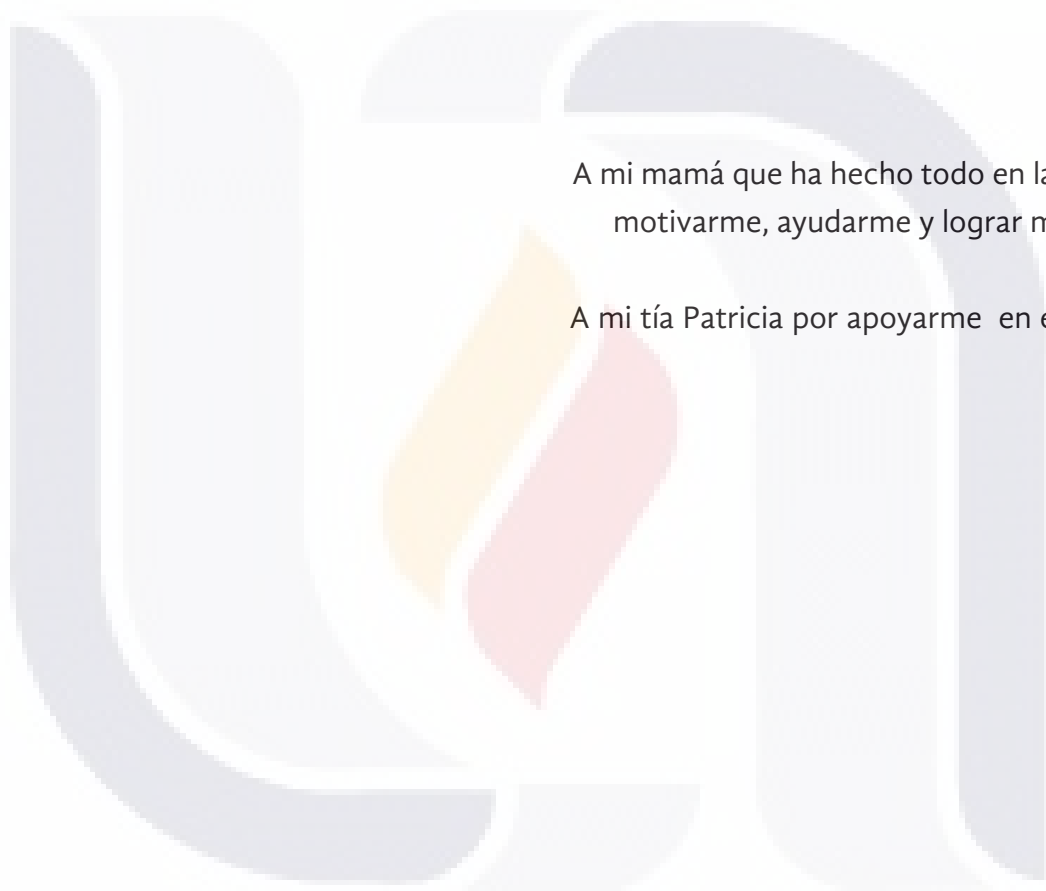 A mi mamá que ha hecho todo en la
motivarme, ayudarme y lograr
A mi tía Patricia por apoyarme en